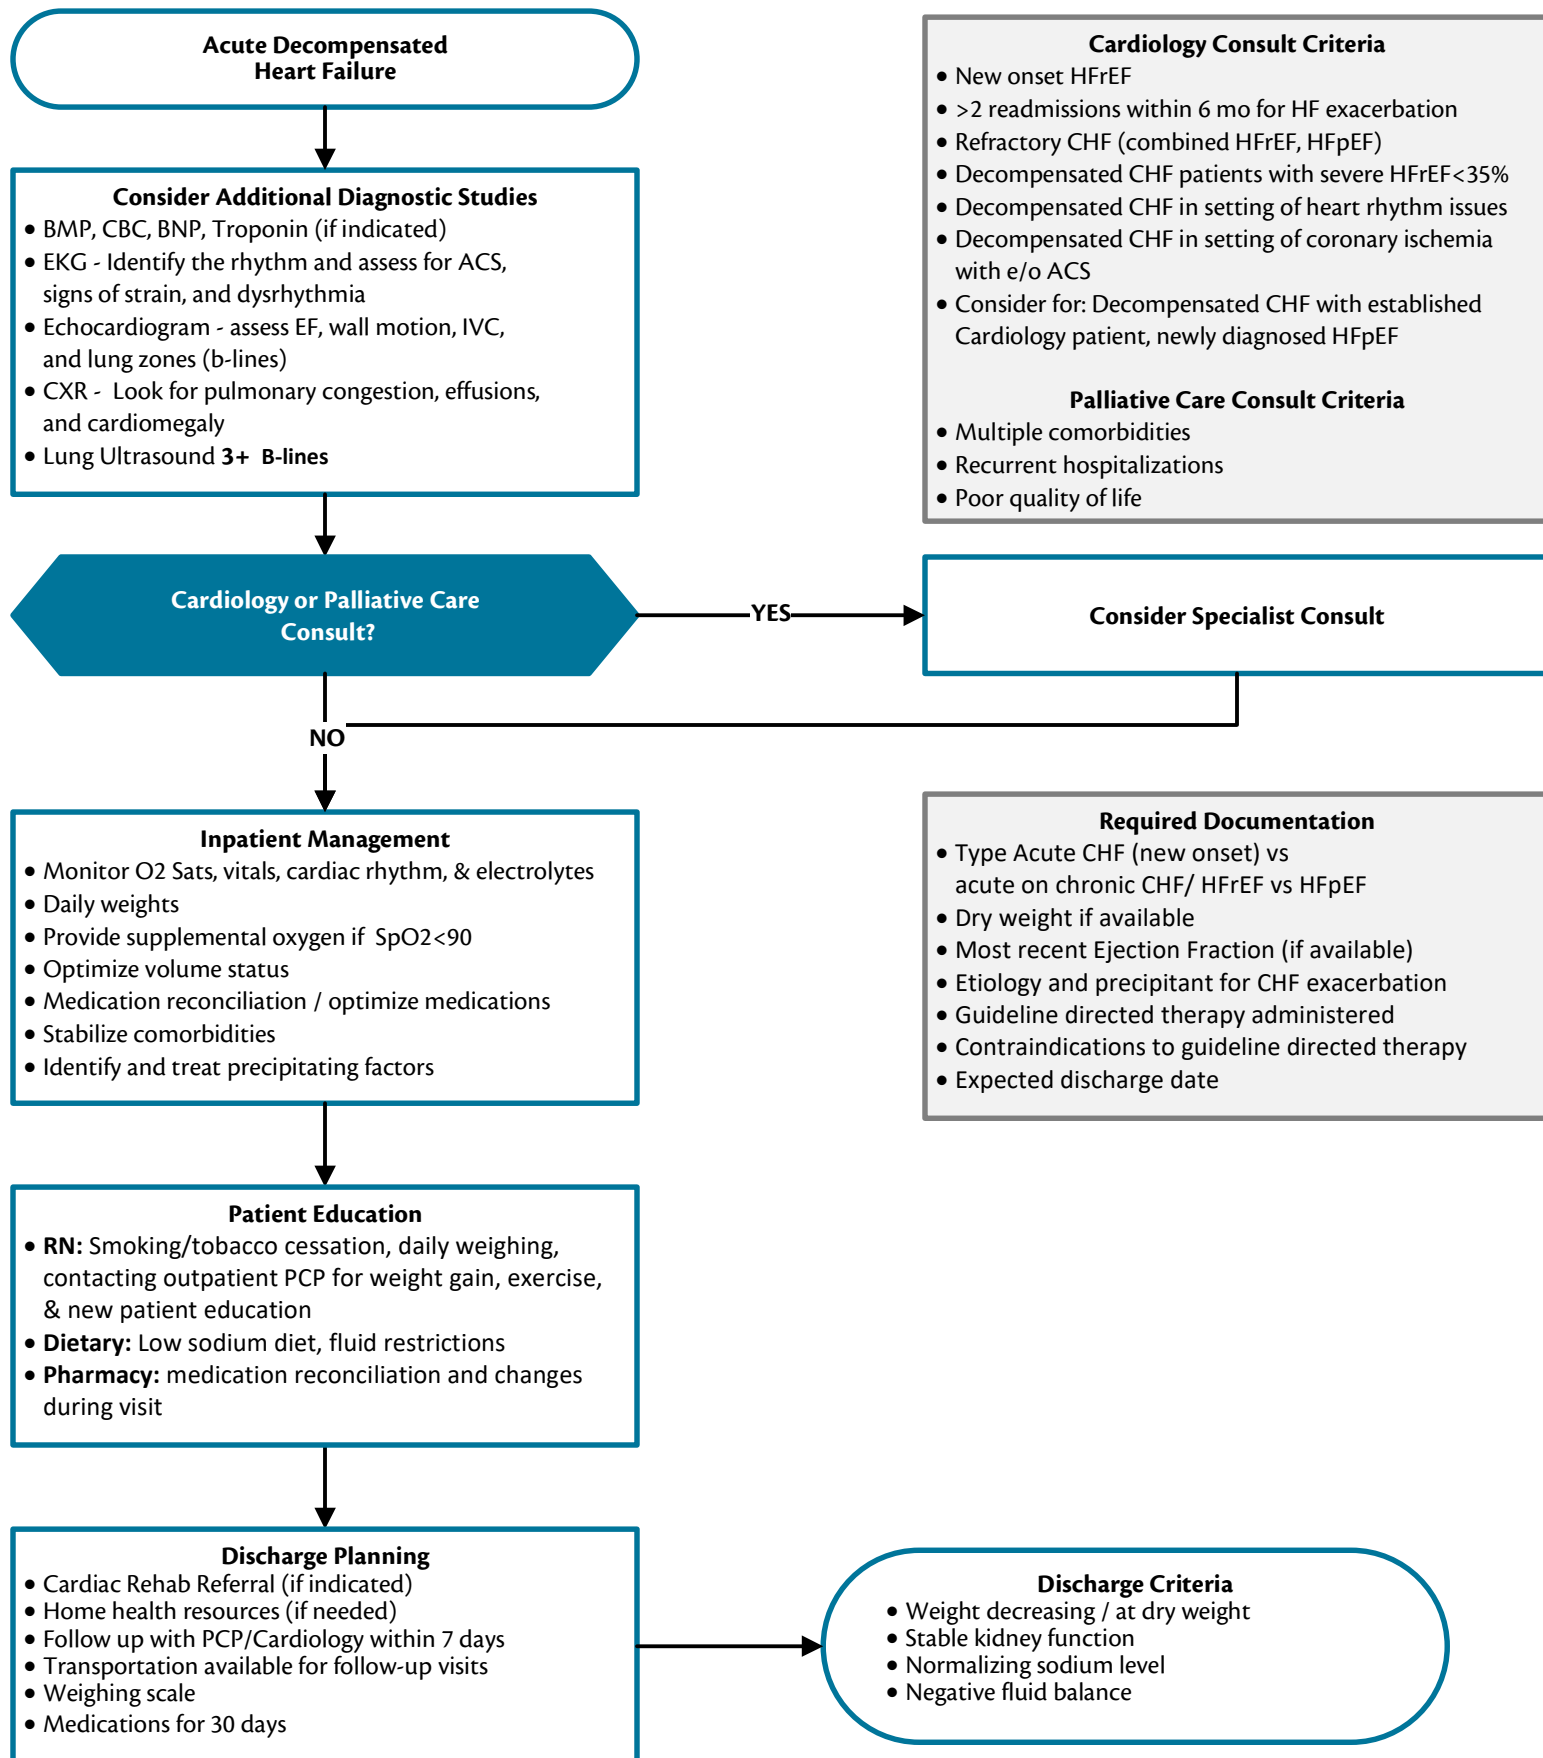 Acute Decompensated
Heart Failure
Consider Additional Diagnostic Studies
• BMP, CBC, BNP, Troponin (if indicated)
• EKG - Identify the rhythm and assess for ACS,
signs of strain, and dysrhythmia
• Echocardiogram - assess EF, wall motion, IVC,
and lung zones (b-lines)
• CXR - Look for pulmonary congestion, effusions,
and cardiomegaly
• Lung Ultrasound 3+ B-lines
Cardiology Consult Criteria
• New onset HFrEF
• >2 readmissions within 6 mo for HF exacerbation
• Refractory CHF (combined HFrEF, HFpEF)
• Decompensated CHF patients with severe HFrEF<35%
• Decompensated CHF in setting of heart rhythm issues
• Decompensated CHF in setting of coronary ischemia
with e/o ACS
• Consider for: Decompensated CHF with established
Cardiology patient, newly diagnosed HFpEF
Palliative Care Consult Criteria
• Multiple comorbidities
• Recurrent hospitalizations
• Poor quality of life
Cardiology or Palliative Care
Consult?
YES
Consider Specialist Consult
NO
Inpatient Management
• Monitor O2 Sats, vitals, cardiac rhythm, & electrolytes
• Daily weights
• Provide supplemental oxygen if SpO2<90
• Optimize volume status
• Medication reconciliation / optimize medications
• Stabilize comorbidities
• Identify and treat precipitating factors
Required Documentation
• Type Acute CHF (new onset) vs
acute on chronic CHF/ HFrEF vs HFpEF
• Dry weight if available
• Most recent Ejection Fraction (if available)
• Etiology and precipitant for CHF exacerbation
• Guideline directed therapy administered
• Contraindications to guideline directed therapy
• Expected discharge date
Patient Education
• RN: Smoking/tobacco cessation, daily weighing,
contacting outpatient PCP for weight gain, exercise,
& new patient education
• Dietary: Low sodium diet, fluid restrictions
• Pharmacy: medication reconciliation and changes
during visit
Discharge Planning
• Cardiac Rehab Referral (if indicated)
• Home health resources (if needed)
• Follow up with PCP/Cardiology within 7 days
• Transportation available for follow-up visits
• Weighing scale
• Medications for 30 days
Discharge Criteria
• Weight decreasing / at dry weight
• Stable kidney function
• Normalizing sodium level
• Negative fluid balance